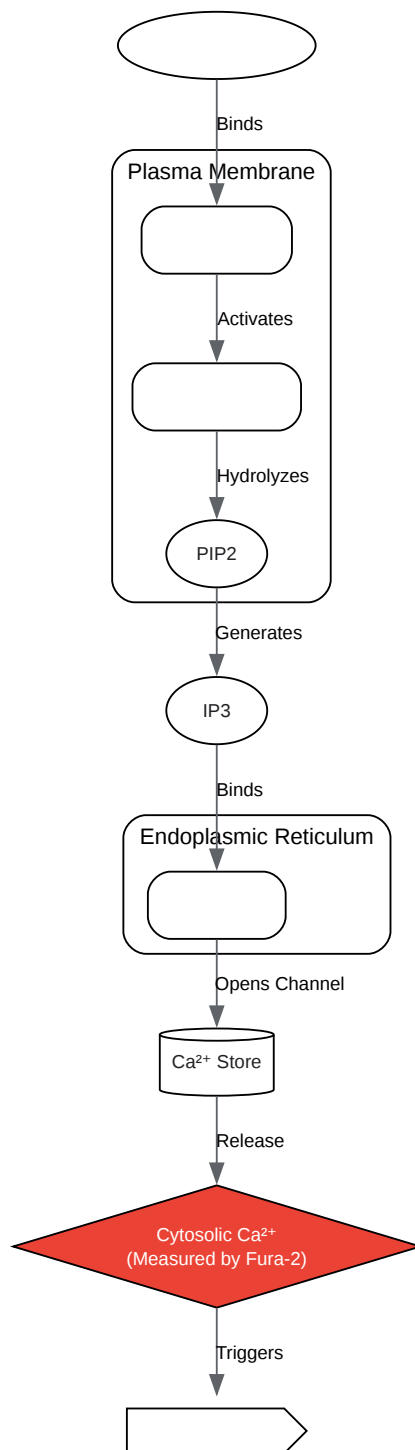 Binds
Plasma Membrane
Activates
Hydrolyzes
PIP2
Generates
IP3
Binds
Endoplasmic Reticulum
Opens Channel
Ca²⁺ Store
Release
Cytosolic Ca²⁺
(Measured by Fura-2)
Triggers